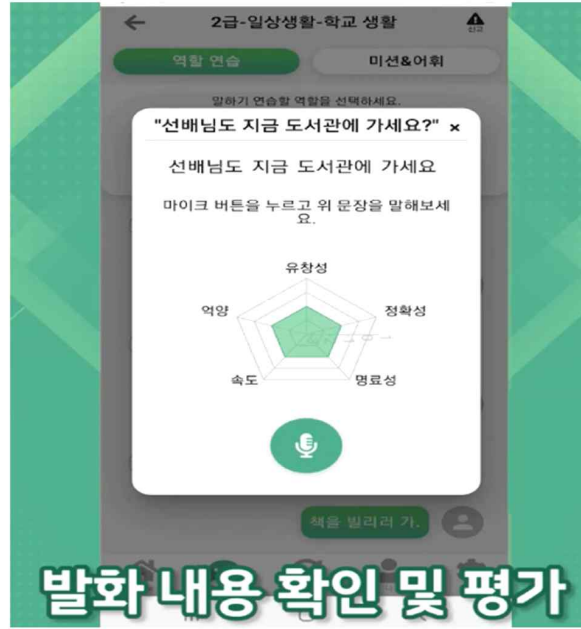 2급-일상생활-학교 생활
신고
역할 연습
미션&어휘
말하기 연습할 역할을 선택하세요.
"선배님도 지금 도서관에 가세요?" ×
선배님도 지금 도서관에 가세요
마이크 버튼을 누르고 위 문장을 말해보세
요.
유창성
억양
정확성
속도
명료성
책을 빌리러 가.
발화 내용 확인 및 평가